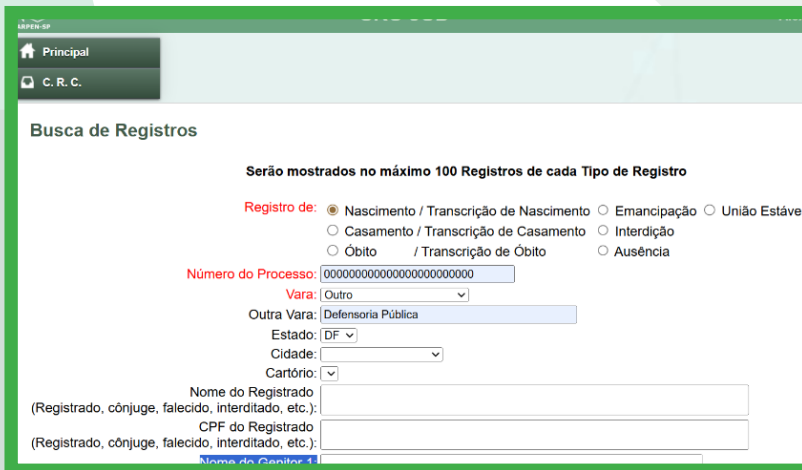 ARPEN-SP
Principal
C. R. C.
Busca de Registros
Serão mostrados no máximo 100 Registros de cada Tipo de Registro
Registro de: Nascimento / Transcrição de Nascimento Emancipação União Estáve
Casamento / Transcrição de Casamento Interdição
Óbito / Transcrição de Óbito Ausência
Número do Processo: 00000000000000000000000
Vara: Outro
Outra Vara: Defensoria Pública
Estado: DF
Cidade:
Cartório:
Nome do Registrado
(Registrado, cônjuge, falecido, interditado, etc.):
CPF do Registrado
(Registrado, cônjuge, falecido, interditado, etc.):
Nome do Genitor 1: